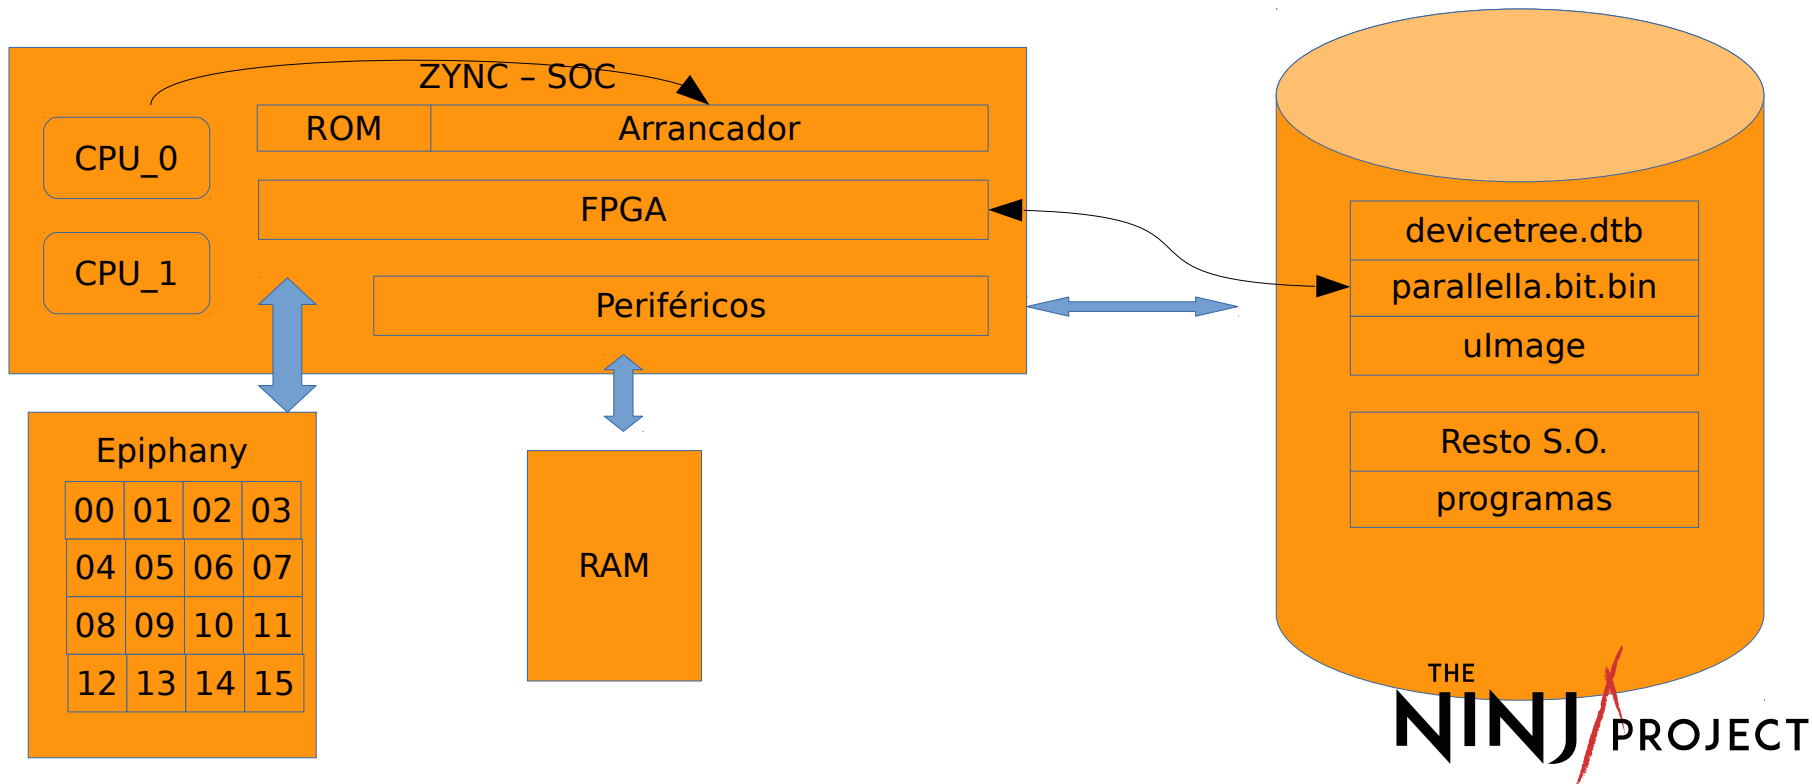 ZYNC – SOC
CPU_0
ROM
Arrancador
FPGA
CPU_1
Periféricos
Epiphany
00 01 02 03
04 05 06 07
08 09 10 11
12 13 14 15
RAM
devicetree.dtb
parallella.bit.bin
uImage
Resto S.O.
programas
THE
NINJA PROJECT